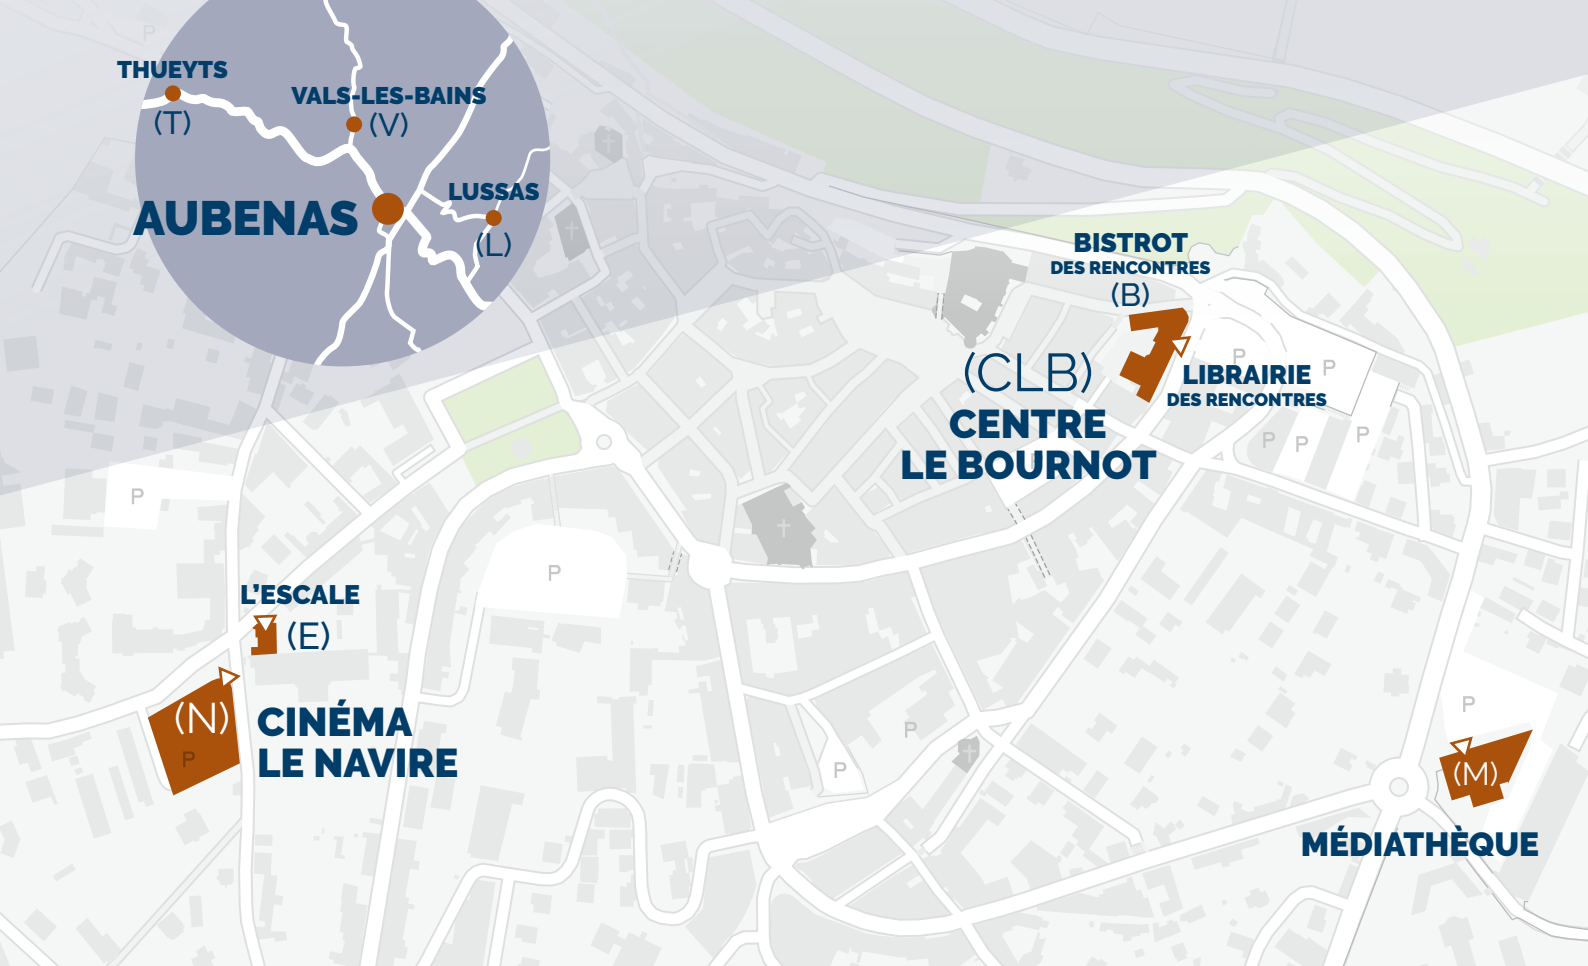 THUEYTS
(T)
VALS-LES-BAINS
(V)
AUBENAS
LUSSAS
(L)
BISTROT
DES RENCONTRES
(B)
LIBRAIRIE
DES RENCONTRES
(CLB)
CENTRE
LE BOURNOT
P
P
P
P
P
P
P
P
L'ESCALE
(E)
(N)
P
CINÉMA
LE NAVIRE
P
P
P
P
(M)
MÉDIATHÈQUE